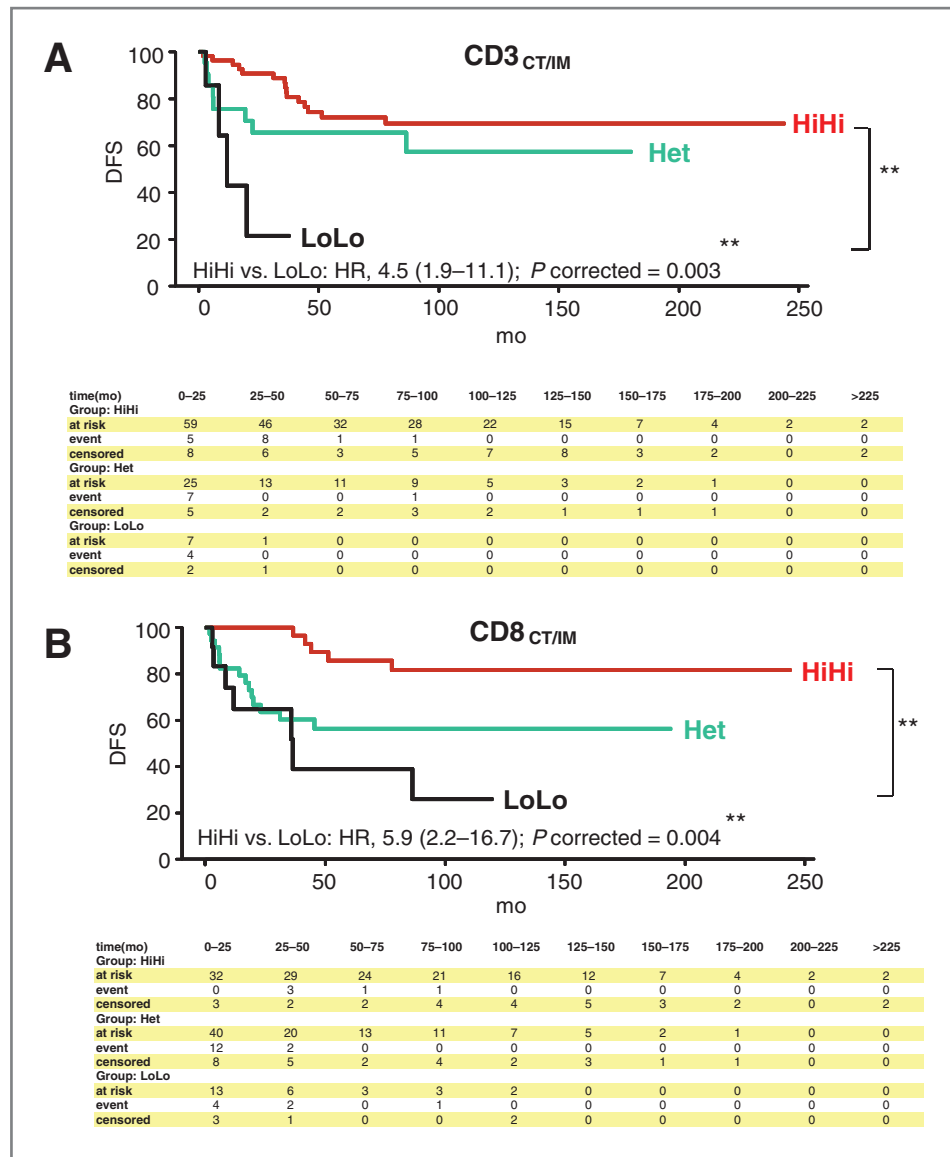 A
CD3 CT/IM
100
80
60
40
20
0
DFS
HiHi
Het
LoLo
**
**
HiHi vs. LoLo: HR, 4.5 (1.9–11.1); P corrected = 0.003
0 50 100 150 200 250
mo
time(mo) 0–25 25–50 50–75 75–100 100–125 125–150 150–175 175–200 200–225 >225
Group: HiHi
at risk 59 46 32 28 22 15 7 4 2 2
event 5 8 1 1 0 0 0 0 0 0
censored 8 6 3 5 7 8 3 2 0 2
Group: Het
at risk 25 13 11 9 5 3 2 1 0 0
event 7 0 0 1 0 0 0 0 0 0
censored 5 2 2 3 2 1 1 1 0 0
Group: LoLo
at risk 7 1 0 0 0 0 0 0 0 0
event 4 0 0 0 0 0 0 0 0 0
censored 2 1 0 0 0 0 0 0 0 0
B
CD8 CT/IM
100
80
60
40
20
0
DFS
HiHi
Het
LoLo
**
**
HiHi vs. LoLo: HR, 5.9 (2.2–16.7); P corrected = 0.004
0 50 100 150 200 250
mo
time(mo) 0–25 25–50 50–75 75–100 100–125 125–150 150–175 175–200 200–225 >225
Group: HiHi
at risk 32 29 24 21 16 12 7 4 2 2
event 0 3 1 1 0 0 0 0 0 0
censored 3 2 2 4 4 5 3 2 0 2
Group: Het
at risk 40 20 13 11 7 5 2 1 0 0
event 12 2 0 0 0 0 0 0 0 0
censored 8 5 2 4 2 3 1 1 0 0
Group: LoLo
at risk 13 6 3 3 2 0 0 0 0 0
event 4 2 0 1 0 0 0 0 0 0
censored 3 1 0 0 2 0 0 0 0 0